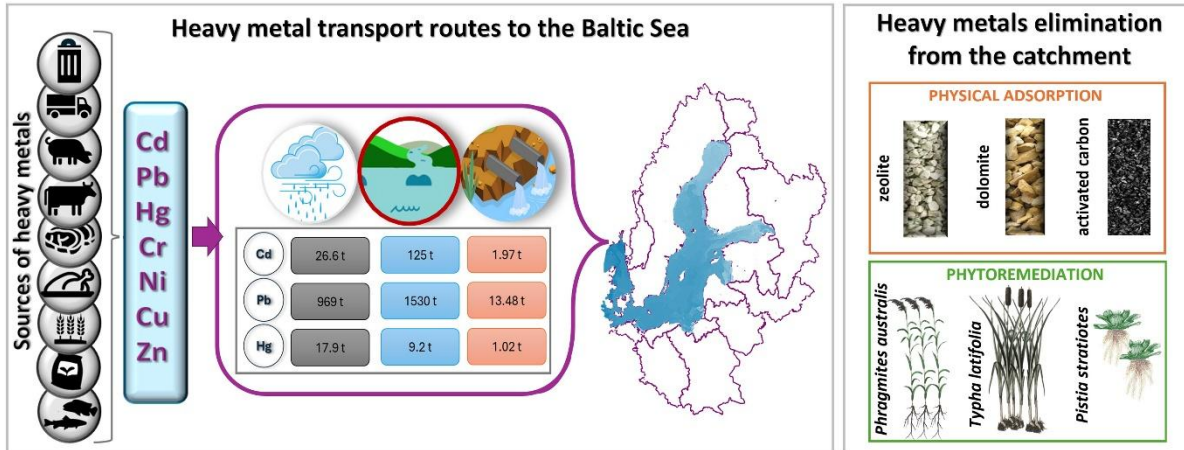 Heavy metal transport routes to the Baltic Sea
Sources of heavy metals
Cd
Pb
Hg
Cr
Ni
Cu
Zn
Cd 26.6 t 125 t 1.97 t
Pb 969 t 1530 t 13.48 t
Hg 17.9 t 9.2 t 1.02 t
Heavy metals elimination
from the catchment
PHYSICAL ADSORPTION
zeolite
dolomite
activated carbon
PHYTOREMEDIATION
Phragmites australis
Typha latifolia
Pistia stratiotes